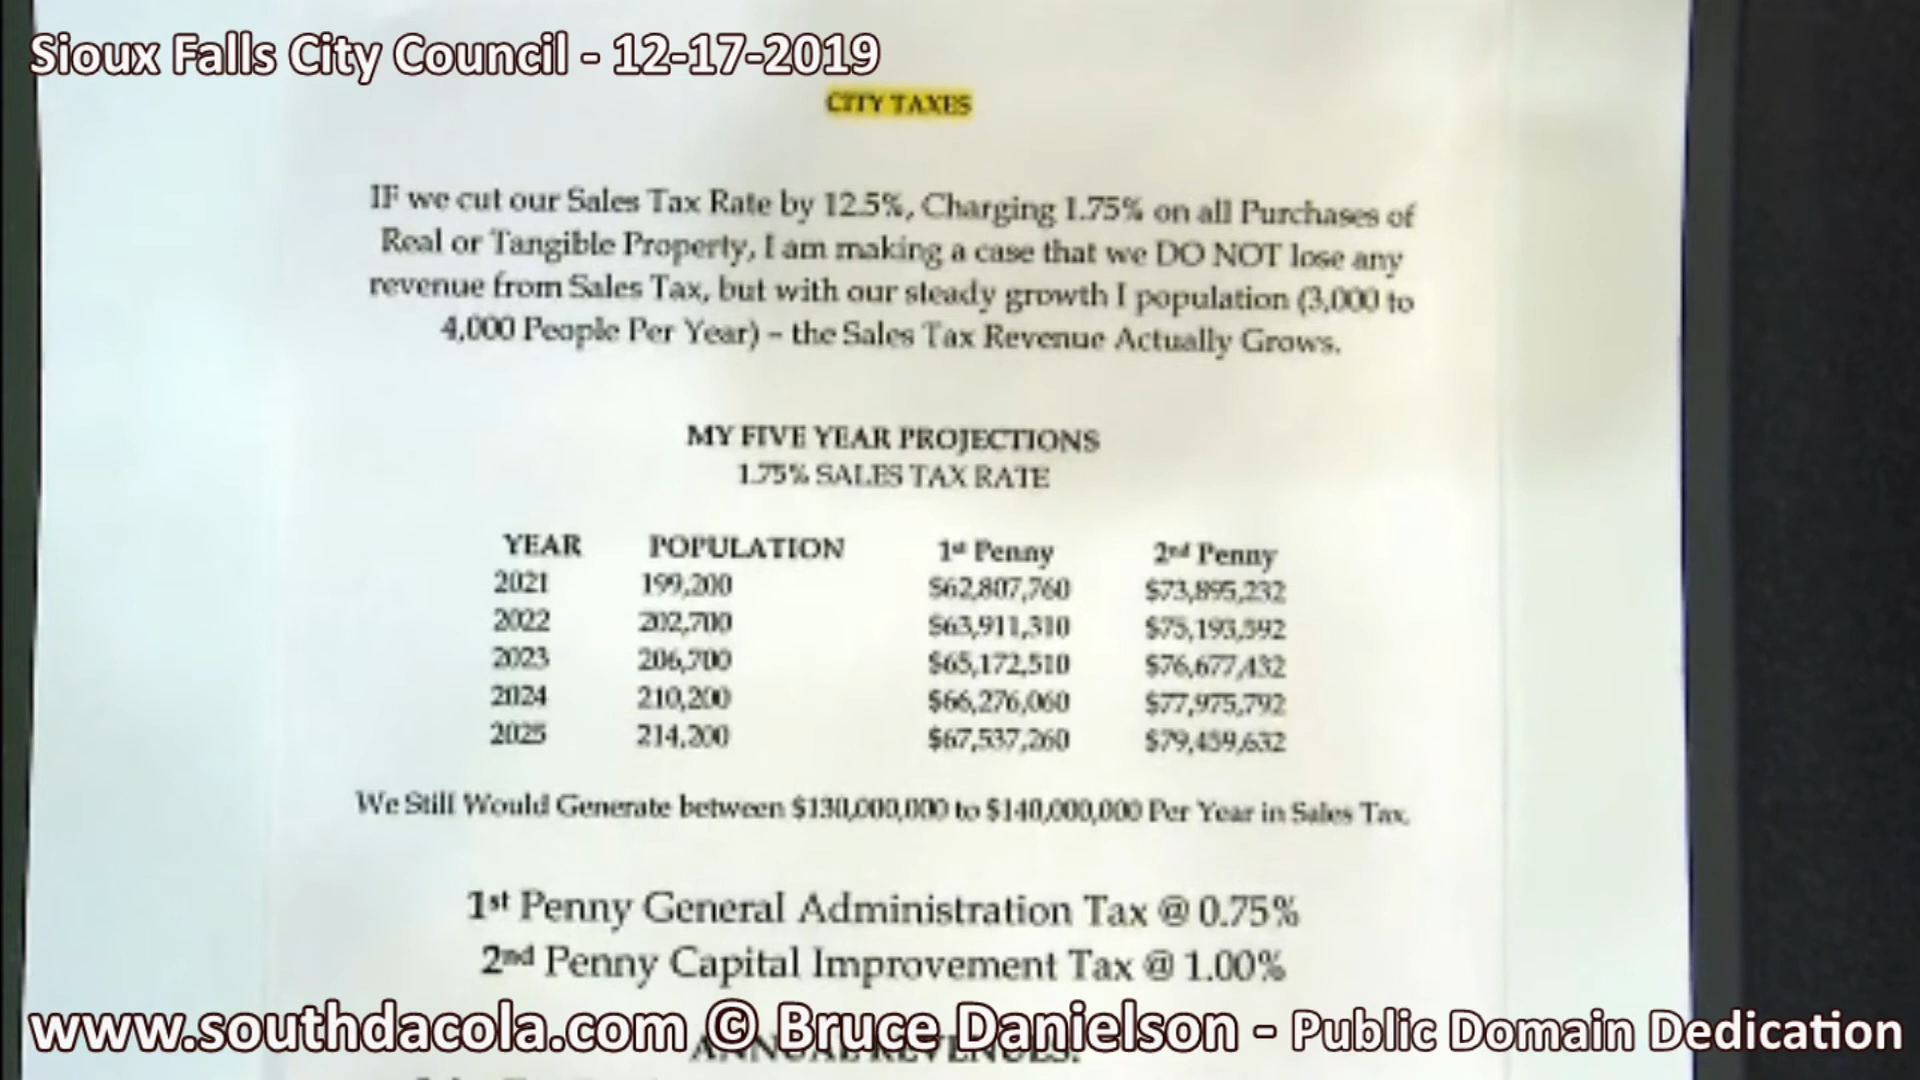 Sioux Falls City Council - 12-17-2019
CITY TAXES
IF we cut our Sales Tax Rate by 12.5%, Charging 1.75% on all Purchases of
Real or Tangible Property, I am making a case that we DO NOT lose any
revenue from Sales Tax, but with our steady growth I population (3,000 to
4,000 People Per Year) – the Sales Tax Revenue Actually Grows.
MY FIVE YEAR PROJECTIONS
1.75% SALES TAX RATE
YEAR POPULATION 1st Penny 2nd Penny
2021 199,200 $62,807,760 $73,895,232
2022 202,700 $63,911,310 $75,193,592
2023 206,700 $65,172,510 $76,677,432
2024 210,200 $66,276,060 $77,975,792
2025 214,200 $67,537,260 $79,459,632
We Still Would Generate between $130,000,000 to $140,000,000 Per Year in Sales Tax.
1st Penny General Administration Tax @ 0.75%
2nd Penny Capital Improvement Tax @ 1.00%
www.southdacola.com © Bruce Danielson - Public Domain Dedication
ANNUAL REVENUES: